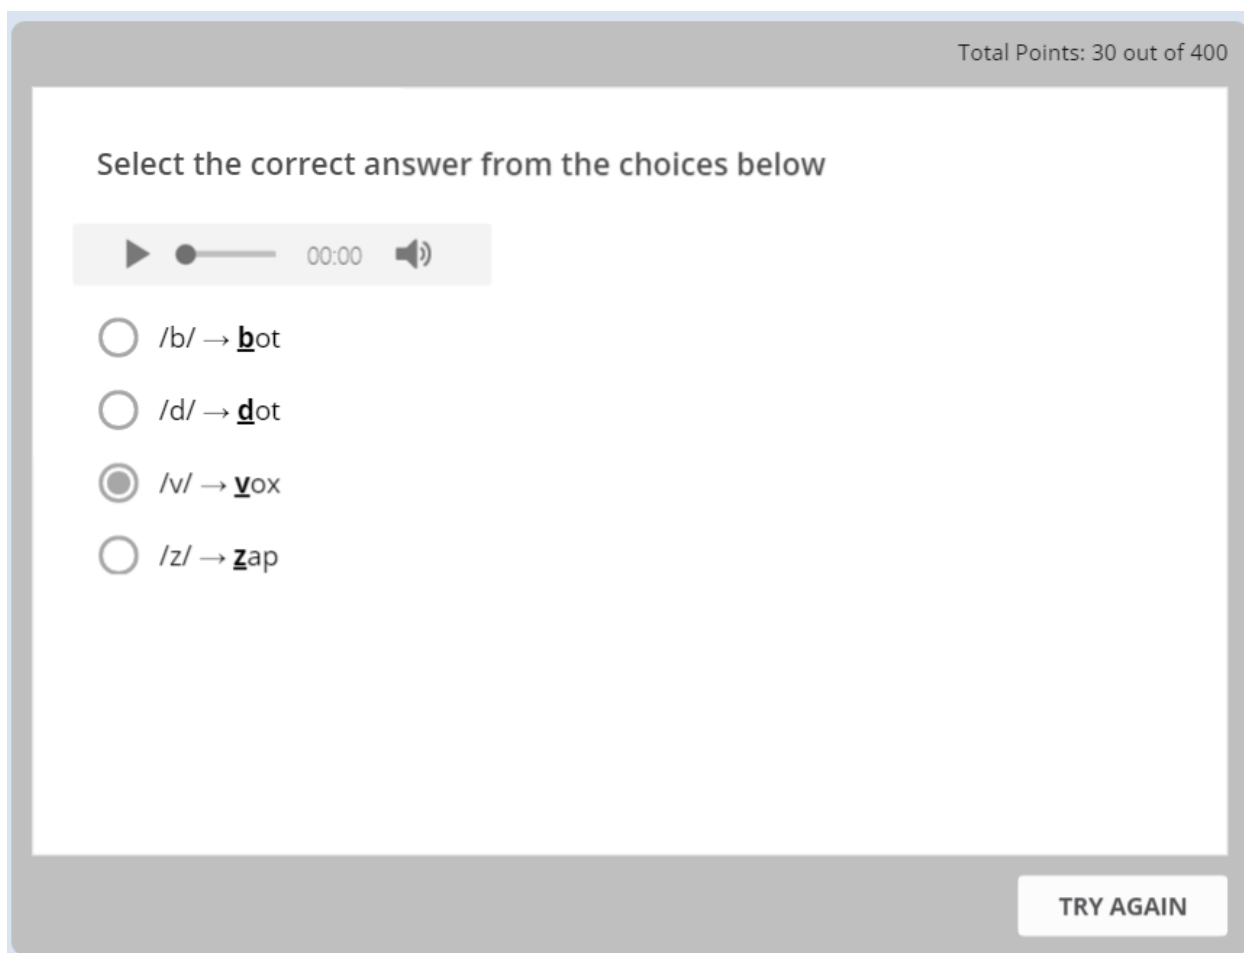 Total Points: 30 out of 400
Select the correct answer from the choices below
00:00
/b/ → bot
/d/ → dot
/v/ → vox
/z/ → zap
TRY AGAIN